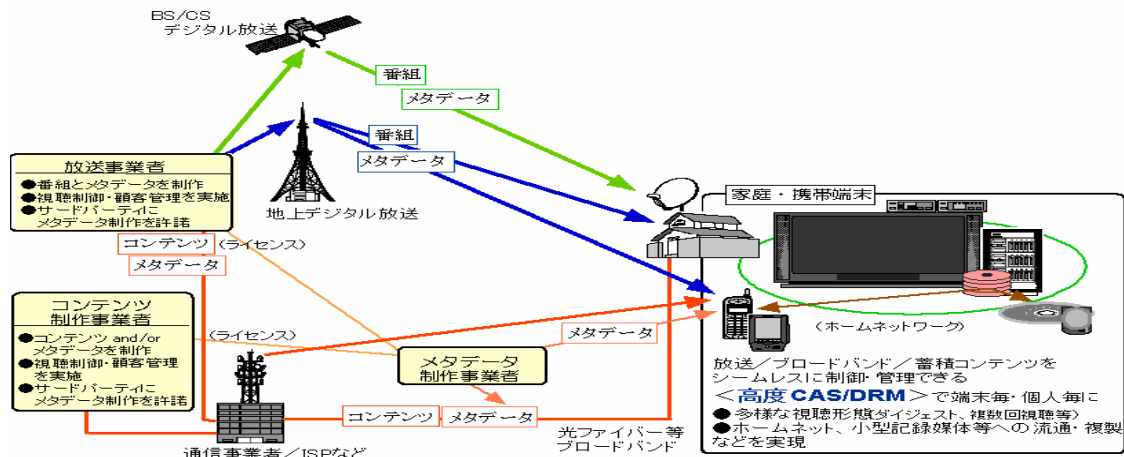 BS/CS
デジタル放送
番組
メタデータ
番組
メタデータ
放送事業者
●番組とメタデータを制作
●視聴制御・顧客管理を実施
●サードパーティに
メタデータ制作を許諾
地上デジタル放送
家庭・携帯端末
コンテンツ (ライセンス)
メタデータ
コンテンツ
制作事業者
●コンテンツ and/or
メタデータを制作
●視聴制御・顧客管理
を実施
●サードパーティに
メタデータ制作を許諾
(ライセンス)
メタデータ
制作事業者
メタデータ
(ホームネットワーク)
コンテンツ メタデータ
光ファイバー等
ブロードバンド
通信事業者/ISPなど
放送/ブロードバンド/蓄積コンテンツを
シームレスに制御・管理できる
<高度 CAS/DRM>で端末毎・個人毎に
●多様な視聴形態(ダイジェスト、複数回視聴等)
●ホームネット、小型記録媒体等への流通・複製
などを実現